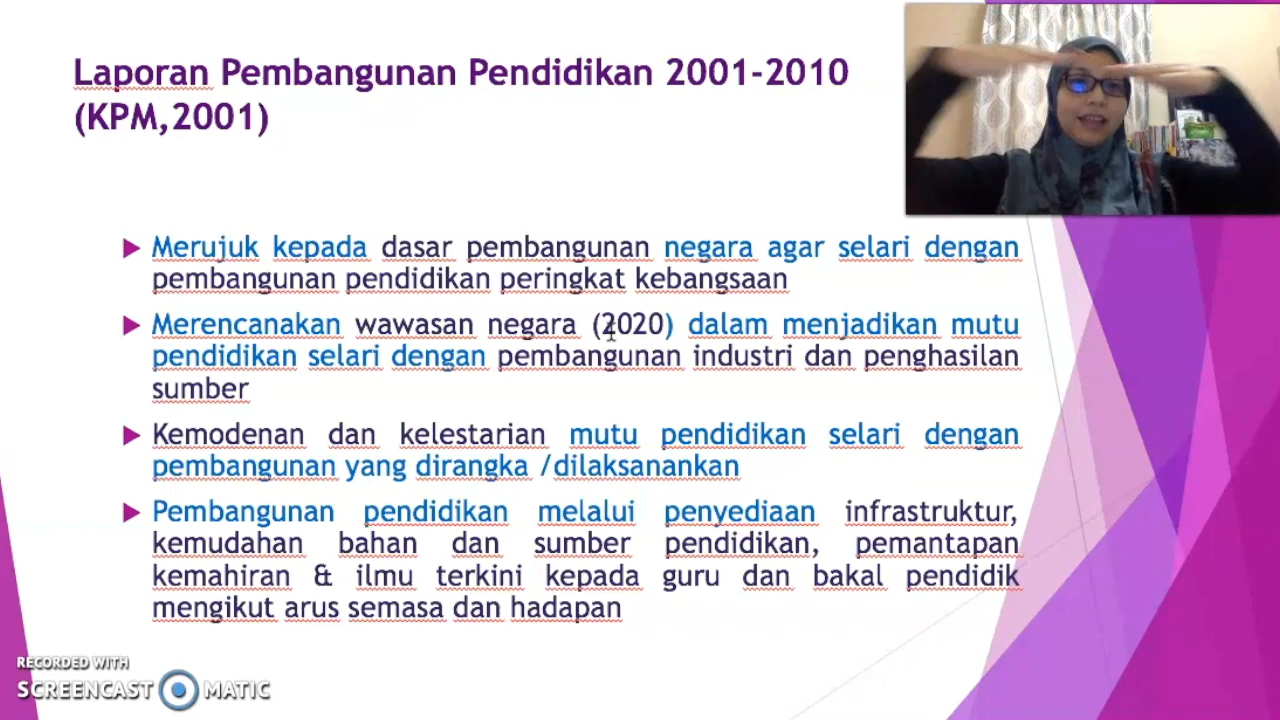 Laporan Pembangunan Pendidikan 2001-2010
(KPM,2001)
Merujuk kepada dasar pembangunan negara agar selari dengan
pembangunan pendidikan peringkat kebangsaan
Merencanakan wawasan negara (2020) dalam menjadikan mutu
pendidikan selari dengan pembangunan industri dan penghasilan
sumber
Kemodenan dan kelestarian mutu pendidikan selari dengan
pembangunan yang dirangka /dilaksanankan
Pembangunan pendidikan melalui penyediaan infrastruktur,
kemudahan bahan dan sumber pendidikan, pemantapan
kemahiran & ilmu terkini kepada guru dan bakal pendidik
mengikut arus semasa dan hadapan
RECORDED WITH
SCREENCAST MATIC